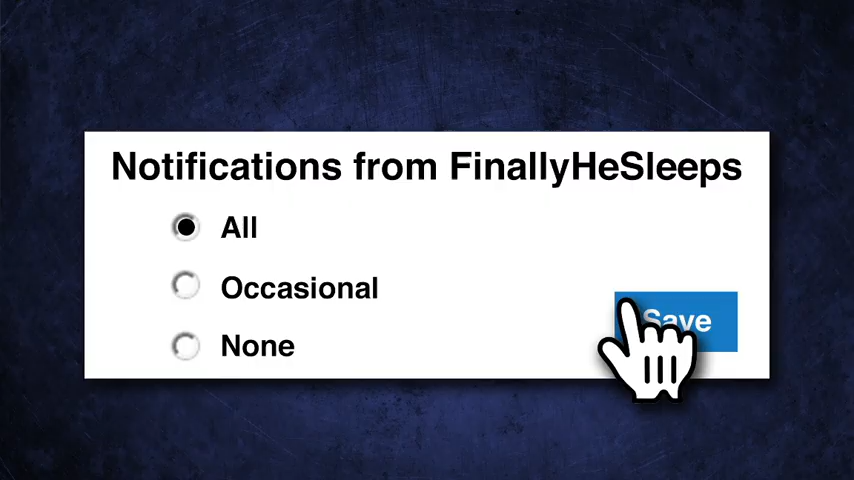 Notifications from FinallyHeSleeps
All
Occasional
None
Save